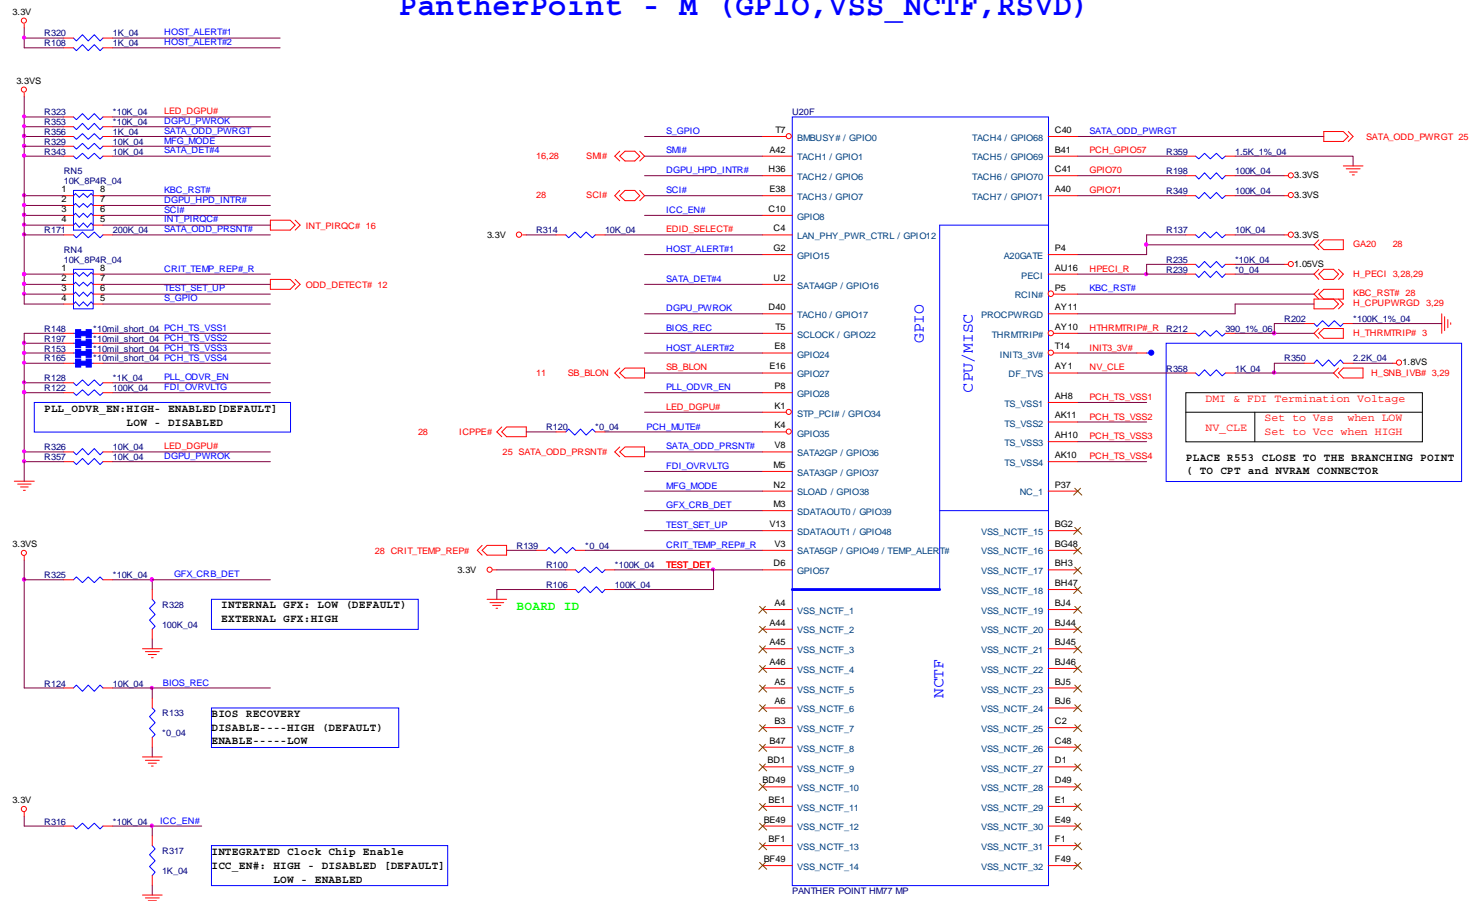 PantherPoint - M (GPIO,VSS_NCTF,RSVD)
3.3V
R320 1K_04 HOST_ALERT#1
R108 1K_04 HOST_ALERT#2
3.3VS
R323 *10K_04 LED_DGPU#
R353 *10K_04 DGPU_PWROK
R356 1K_04 SATA_ODD_PWRGT
R329 10K_04 MFG_MODE
R343 10K_04 SATA_DET#4
RN5
10K_8P4R_04
1 8 KBC_RST#
2 7 DGPU_HPD_INTR#
3 6 SCI#
4 5 INT_PIRQC#
INT_PIRQC# 16
R171 200K_04 SATA_ODD_PRSNT#
RN4
10K_8P4R_04
1 8 CRIT_TEMP_REP#_R
2 7
ODD_DETECT# 12
3 6 TEST_SET_UP
4 5 S_GPIO
R148 *10mil_short_04 PCH_TS_VSS1
R197 *10mil_short_04 PCH_TS_VSS2
R153 *10mil_short_04 PCH_TS_VSS3
R165 *10mil_short_04 PCH_TS_VSS4
R128 *1K_04 PLL_ODVR_EN
R122 100K_04 FDI_OVRVLTG
PLL_ODVR_EN:HIGH- ENABLED[DEFAULT]
LOW - DISABLED
R326 10K_04 LED_DGPU#
R357 10K_04 DGPU_PWROK
3.3VS
R325 *10K_04 GFX_CRB_DET
R328
100K_04
INTERNAL GFX: LOW (DEFAULT)
EXTERNAL GFX:HIGH
R124 10K_04 BIOS_REC
R133
*0_04
BIOS RECOVERY
DISABLE----HIGH (DEFAULT)
ENABLE-----LOW
3.3V
R316 *10K_04 ICC_EN#
R317
1K_04
INTEGRATED Clock Chip Enable
ICC_EN#: HIGH - DISABLED [DEFAULT]
LOW - ENABLED
U20F
S_GPIO T7 BMBUSY# / GPIO0
16,28 SMI# SMI# A42 TACH1 / GPIO1
DGPU_HPD_INTR# H36 TACH2 / GPIO6
28 SCI# SCI# E38 TACH3 / GPIO7
ICC_EN# C10 GPIO8
3.3V R314 10K_04 EDID_SELECT# C4 LAN_PHY_PWR_CTRL / GPIO12
HOST_ALERT#1 G2 GPIO15
SATA_DET#4 U2 SATA4GP / GPIO16
DGPU_PWROK D40 TACH0 / GPIO17
BIOS_REC T5 SCLOCK / GPIO22
HOST_ALERT#2 E8 GPIO24
11 SB_BLON SB_BLON E16 GPIO27
PLL_ODVR_EN P8 GPIO28
LED_DGPU# K1 STP_PCI# / GPIO34
28 ICPPE# R120 *0_04 PCH_MUTE# K4 GPIO35
25 SATA_ODD_PRSNT# SATA_ODD_PRSNT# V8 SATA2GP / GPIO36
FDI_OVRVLTG M5 SATA3GP / GPIO37
MFG_MODE N2 SLOAD / GPIO38
GFX_CRB_DET M3 SDATAOUT0 / GPIO39
TEST_SET_UP V13 SDATAOUT1 / GPIO48
28 CRIT_TEMP_REP# R139 *0_04 CRIT_TEMP_REP#_R V3 SATA5GP / GPIO49 / TEMP_ALERT#
3.3V R100 *100K_04 TEST_DET D6 GPIO57
R106 100K_04
BOARD ID
A4 VSS_NCTF_1
A44 VSS_NCTF_2
A45 VSS_NCTF_3
A46 VSS_NCTF_4
A5 VSS_NCTF_5
A6 VSS_NCTF_6
B3 VSS_NCTF_7
B47 VSS_NCTF_8
BD1 VSS_NCTF_9
BD49 VSS_NCTF_10
BE1 VSS_NCTF_11
BE49 VSS_NCTF_12
BF1 VSS_NCTF_13
BF49 VSS_NCTF_14
PANTHER POINT HM77 MP
GPIO
CPU/MISC
NCTF
TACH4 / GPIO68 C40 SATA_ODD_PWRGT SATA_ODD_PWRGT 25
TACH5 / GPIO69 B41 PCH_GPIO57 R359 1.5K_1%_04
TACH6 / GPIO70 C41 GPIO70 R198 100K_04 3.3VS
TACH7 / GPIO71 A40 GPIO71 R349 100K_04 3.3VS
R137 10K_04 3.3VS
A20GATE P4 GA20 28
R235 *10K_04 1.05VS
PECI AU16 HPECI_R R239 *0_04 H_PECI 3,28,29
RCIN# P5 KBC_RST# KBC_RST# 28
PROCPWRGD AY11 H_CPUPWRGD 3,29
R202 *100K_1%_04
THRMTRIP# AY10 HTHRMTRIP#_R R212 390_1%_06 H_THRMTRIP# 3
INIT3_3V# T14 INIT3_3V#
R350 2.2K_04 1.8VS
DF_TVS AY1 NV_CLE R358 1K_04 H_SNB_IVB# 3,29
TS_VSS1 AH8 PCH_TS_VSS1
TS_VSS2 AK11 PCH_TS_VSS2
TS_VSS3 AH10 PCH_TS_VSS3
TS_VSS4 AK10 PCH_TS_VSS4
DMI & FDI Termination Voltage
NV_CLE
Set to Vss when LOW
Set to Vcc when HIGH
PLACE R553 CLOSE TO THE BRANCHING POINT
( TO CPT and NVRAM CONNECTOR
NC_1 P37
VSS_NCTF_15 BG2
VSS_NCTF_16 BG48
VSS_NCTF_17 BH3
VSS_NCTF_18 BH47
VSS_NCTF_19 BJ4
VSS_NCTF_20 BJ44
VSS_NCTF_21 BJ45
VSS_NCTF_22 BJ46
VSS_NCTF_23 BJ5
VSS_NCTF_24 BJ6
VSS_NCTF_25 C2
VSS_NCTF_26 C48
VSS_NCTF_27 D1
VSS_NCTF_28 D49
VSS_NCTF_29 E1
VSS_NCTF_30 E49
VSS_NCTF_31 F1
VSS_NCTF_32 F49